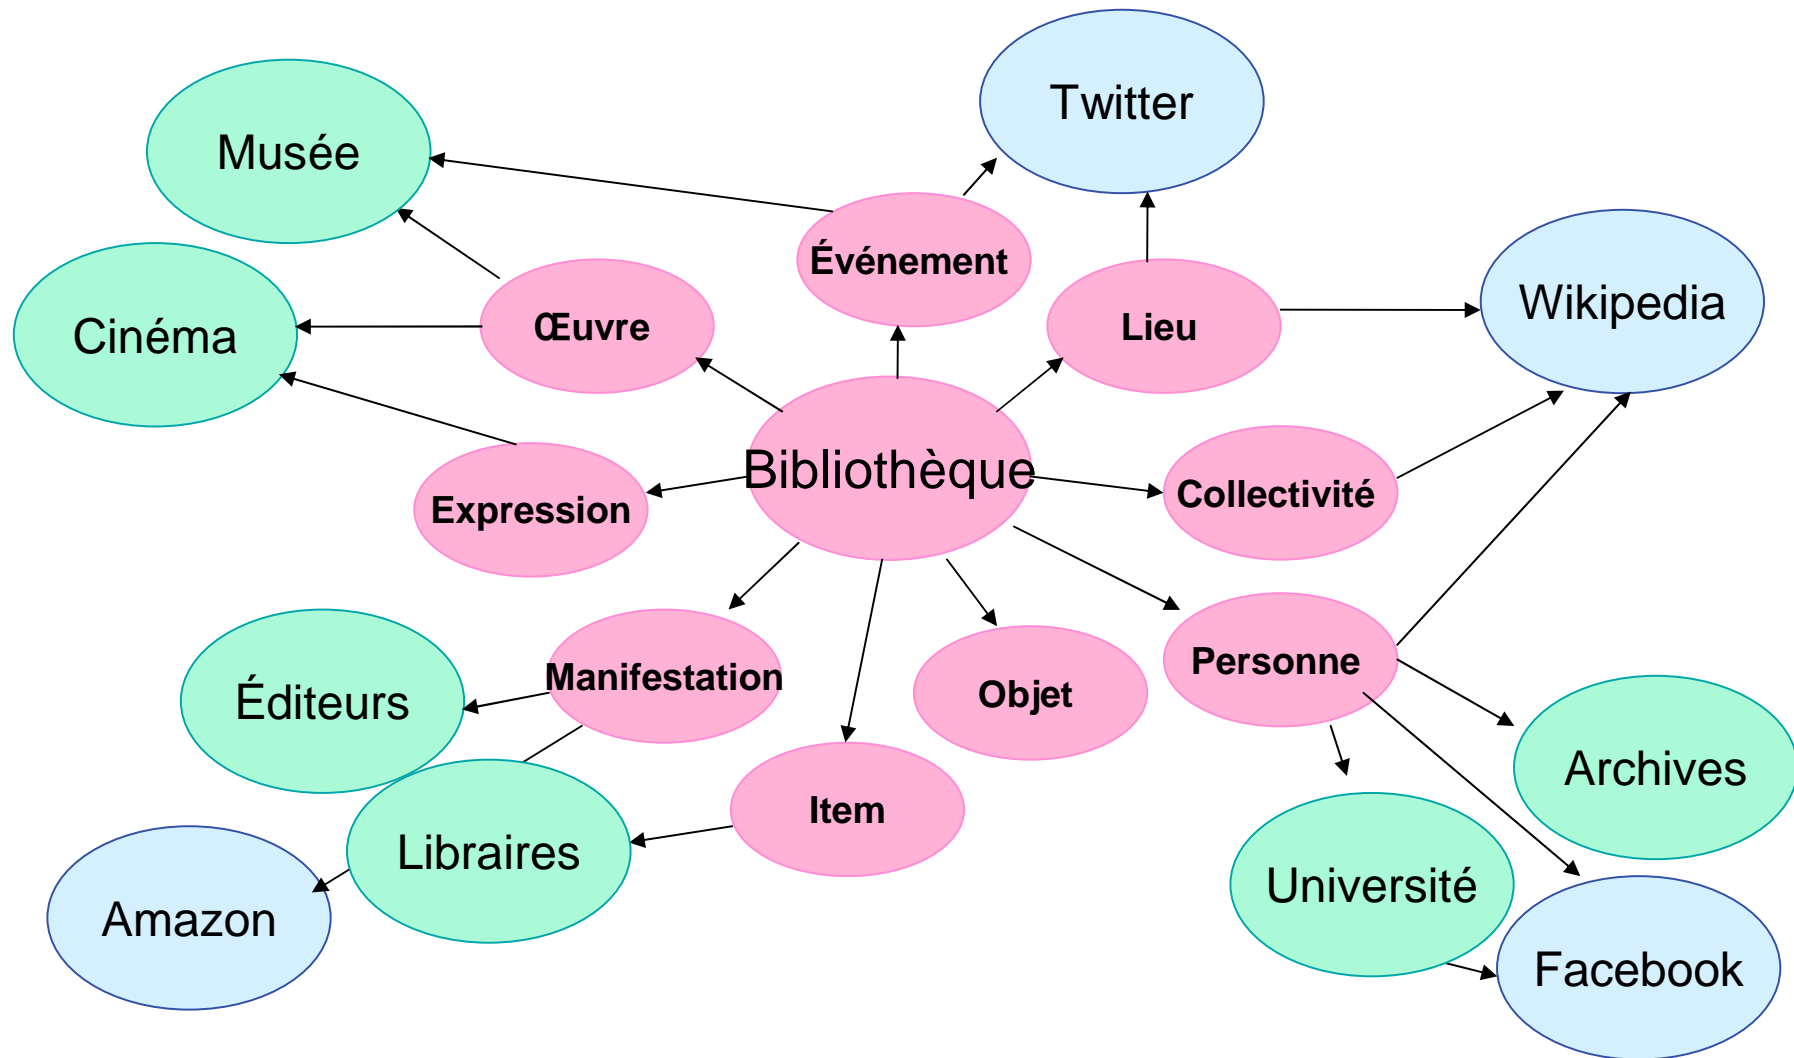 Twitter
Musée
Événement
Wikipedia
Cinéma
Œuvre
Lieu
Bibliothèque
Collectivité
Expression
Personne
Manifestation
Objet
Éditeurs
Archives
Item
Libraires
Université
Amazon
Facebook